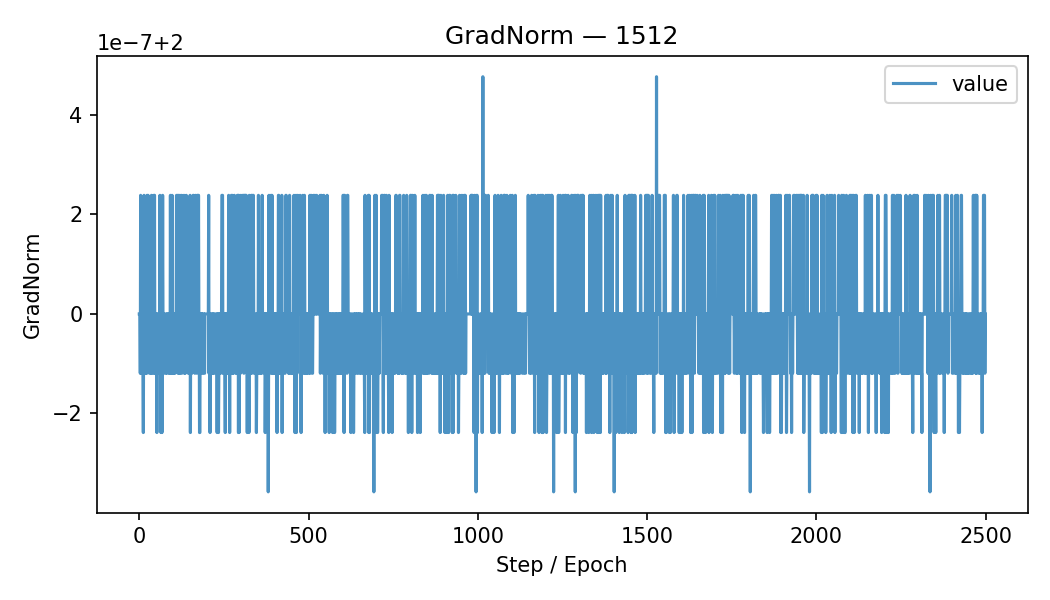 GradNorm — 1512
1e−7+2
value
4
2
0
−2
GradNorm
0
500
1000
1500
2000
2500
Step / Epoch